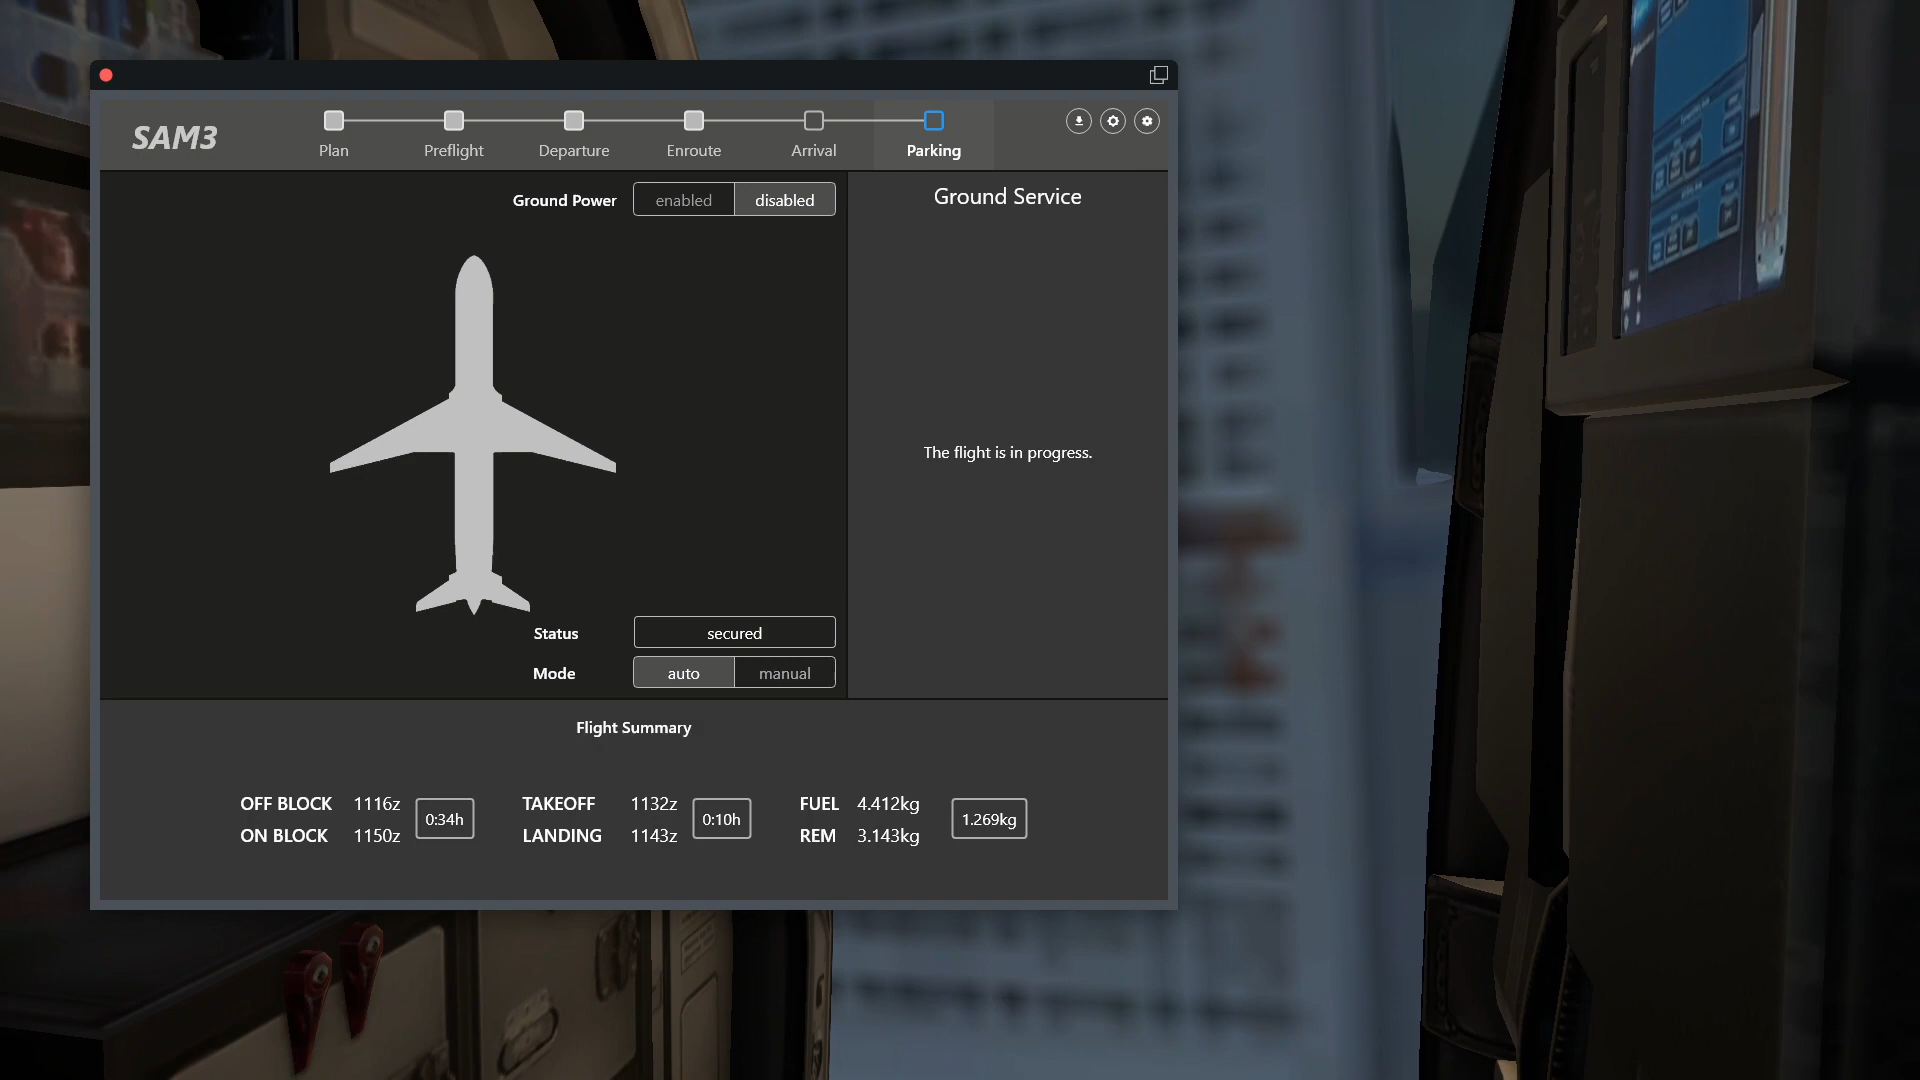 SAM3
Plan
Preflight
Departure
Enroute
Arrival
Parking
Ground Power
enabled
disabled
Ground Service
The flight is in progress.
Status
secured
Mode
auto
manual
Flight Summary
OFF BLOCK 1116z
ON BLOCK 1150z
0:34h
TAKEOFF 1132z
LANDING 1143z
0:10h
FUEL 4.412kg
REM 3.143kg
1.269kg